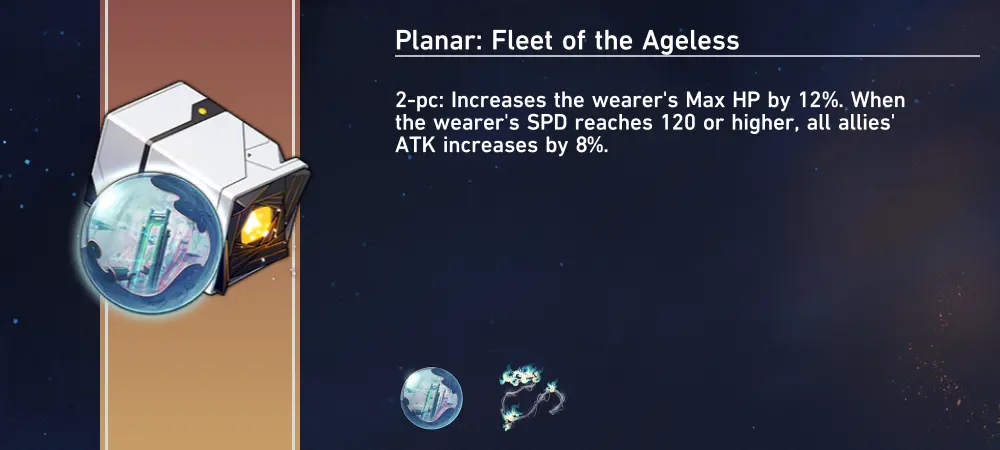 Planar: Fleet of the Ageless
2-pc: Increases the wearer's Max HP by 12%. When
the wearer's SPD reaches 120 or higher, all allies'
ATK increases by 8%.